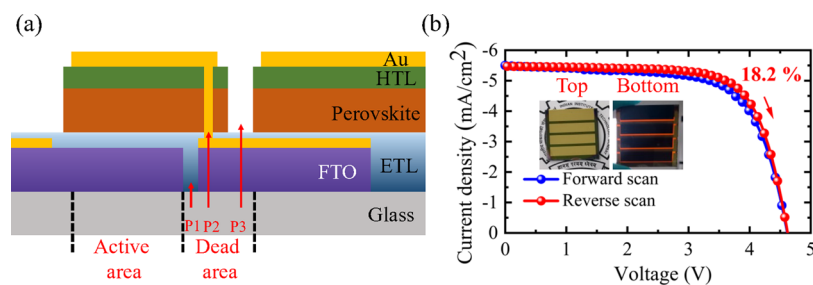 (a)
Au
HTL
Perovskite
FTO
ETL
Glass
P1 P2 P3
Active area
Dead area
(b)
Current density (mA/cm²)
-6
-5
-4
-3
-2
-1
-0
18.2 %
Top Bottom
Forward scan
Reverse scan
0 1 2 3 4 5
Voltage (V)